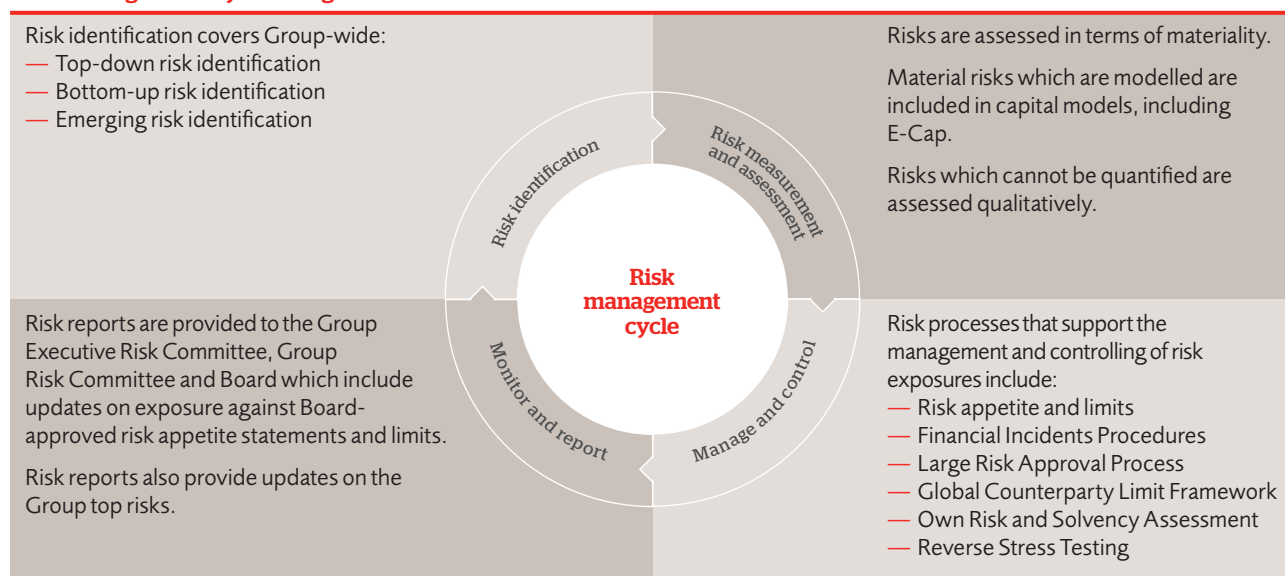 Risk identification covers Group-wide:
— Top-down risk identification
— Bottom-up risk identification
— Emerging risk identification
Risks are assessed in terms of materiality.
Material risks which are modelled are
included in capital models, including
E-Cap.
Risks which cannot be quantified are
assessed qualitatively.
Risk identification
Risk measurement
and assessment
Risk
management
cycle
Monitor and report
Manage and control
Risk reports are provided to the Group
Executive Risk Committee, Group
Risk Committee and Board which include
updates on exposure against Board-
approved risk appetite statements and limits.
Risk reports also provide updates on the
Group top risks.
Risk processes that support the
management and controlling of risk
exposures include:
— Risk appetite and limits
— Financial Incidents Procedures
— Large Risk Approval Process
— Global Counterparty Limit Framework
— Own Risk and Solvency Assessment
— Reverse Stress Testing